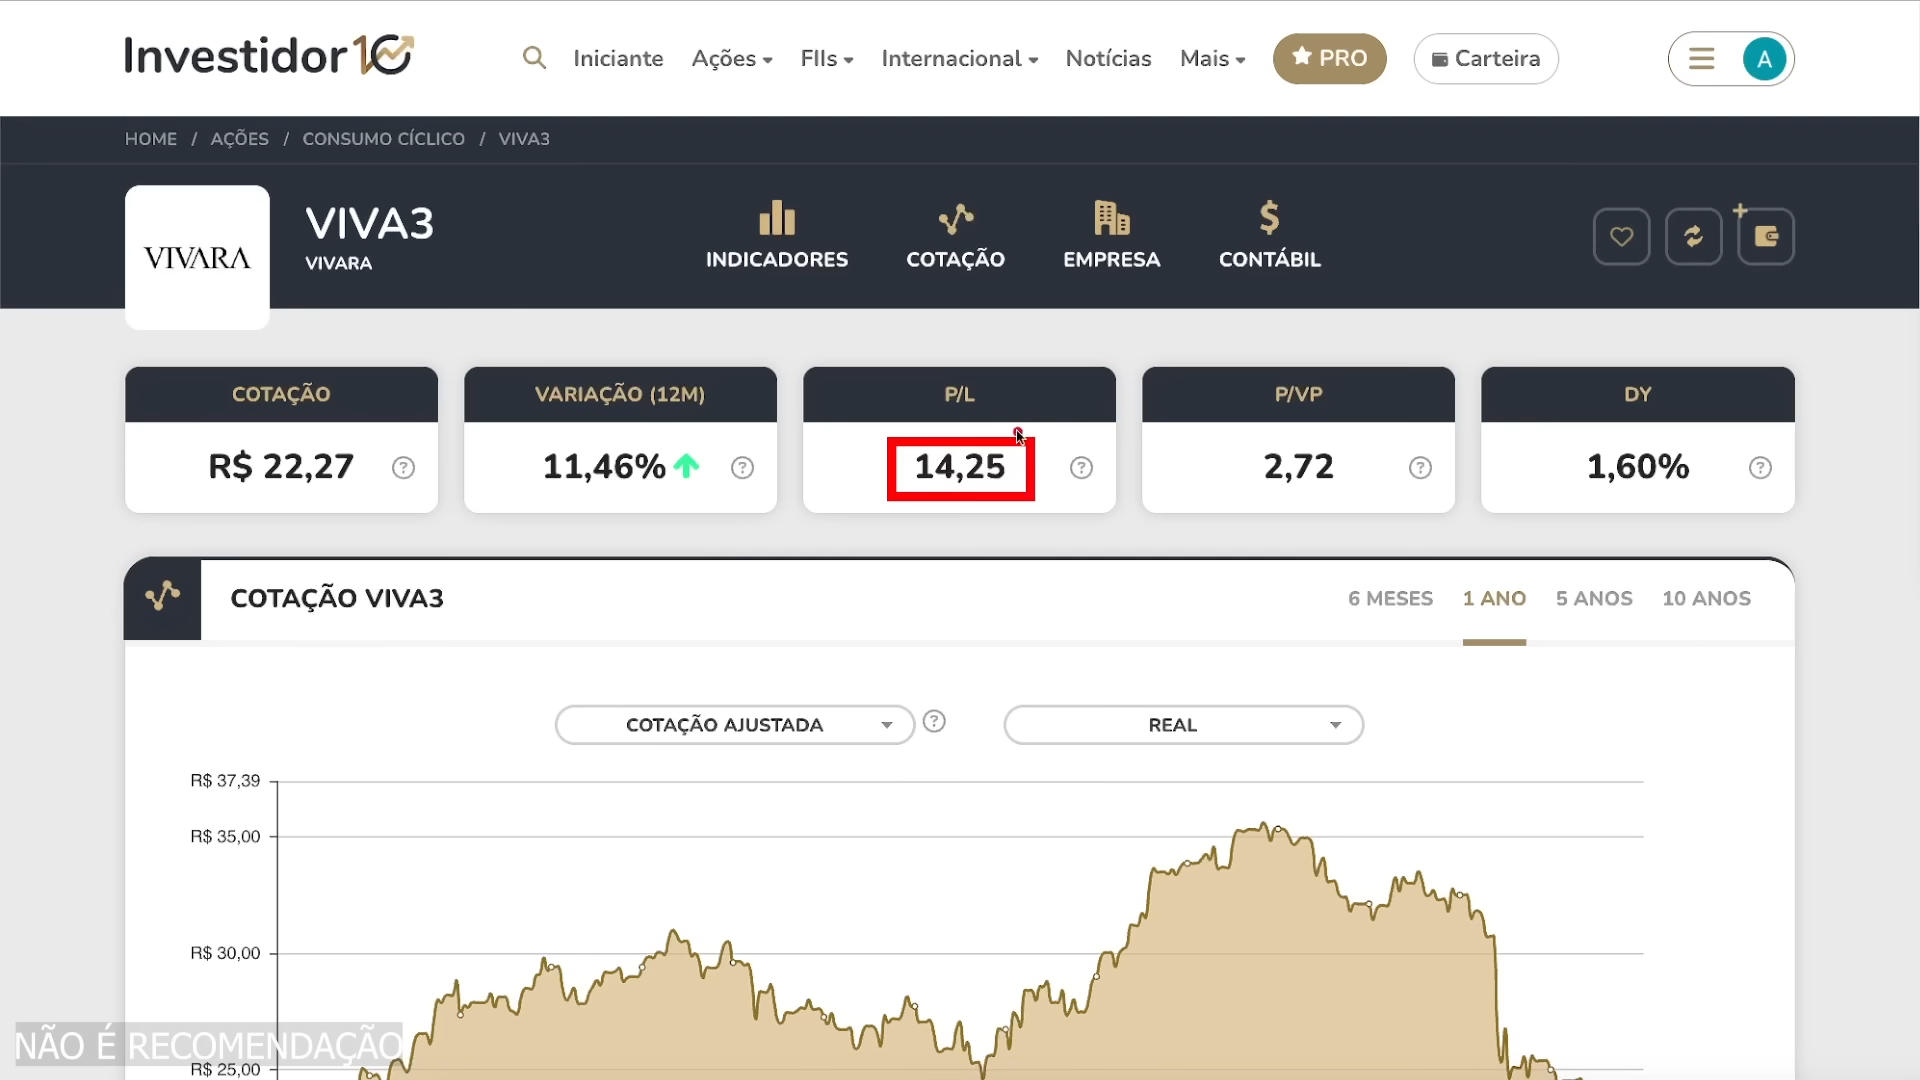 Investidor10
Iniciante
Ações
FIIs
Internacional
Notícias
Mais
PRO
Carteira
A
HOME / AÇÕES / CONSUMO CÍCLICO / VIVA3
VIVARA
VIVA3
VIVARA
INDICADORES
COTAÇÃO
EMPRESA
CONTÁBIL
COTAÇÃO
R$ 22,27
VARIAÇÃO (12M)
11,46%
P/L
14,25
P/VP
2,72
DY
1,60%
COTAÇÃO VIVA3
6 MESES
1 ANO
5 ANOS
10 ANOS
COTAÇÃO AJUSTADA
REAL
R$ 37,39
R$ 35,00
R$ 30,00
NÃO É RECOMENDAÇÃO
R$ 25,00